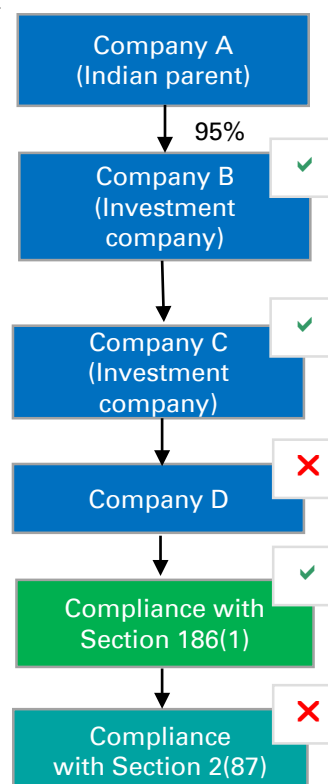 Company A
(Indian parent)
95%
Company B
(Investment
company)
Company C
(Investment
company)
Company D
Compliance with
Section 186(1)
Compliance
with Section 2(87)